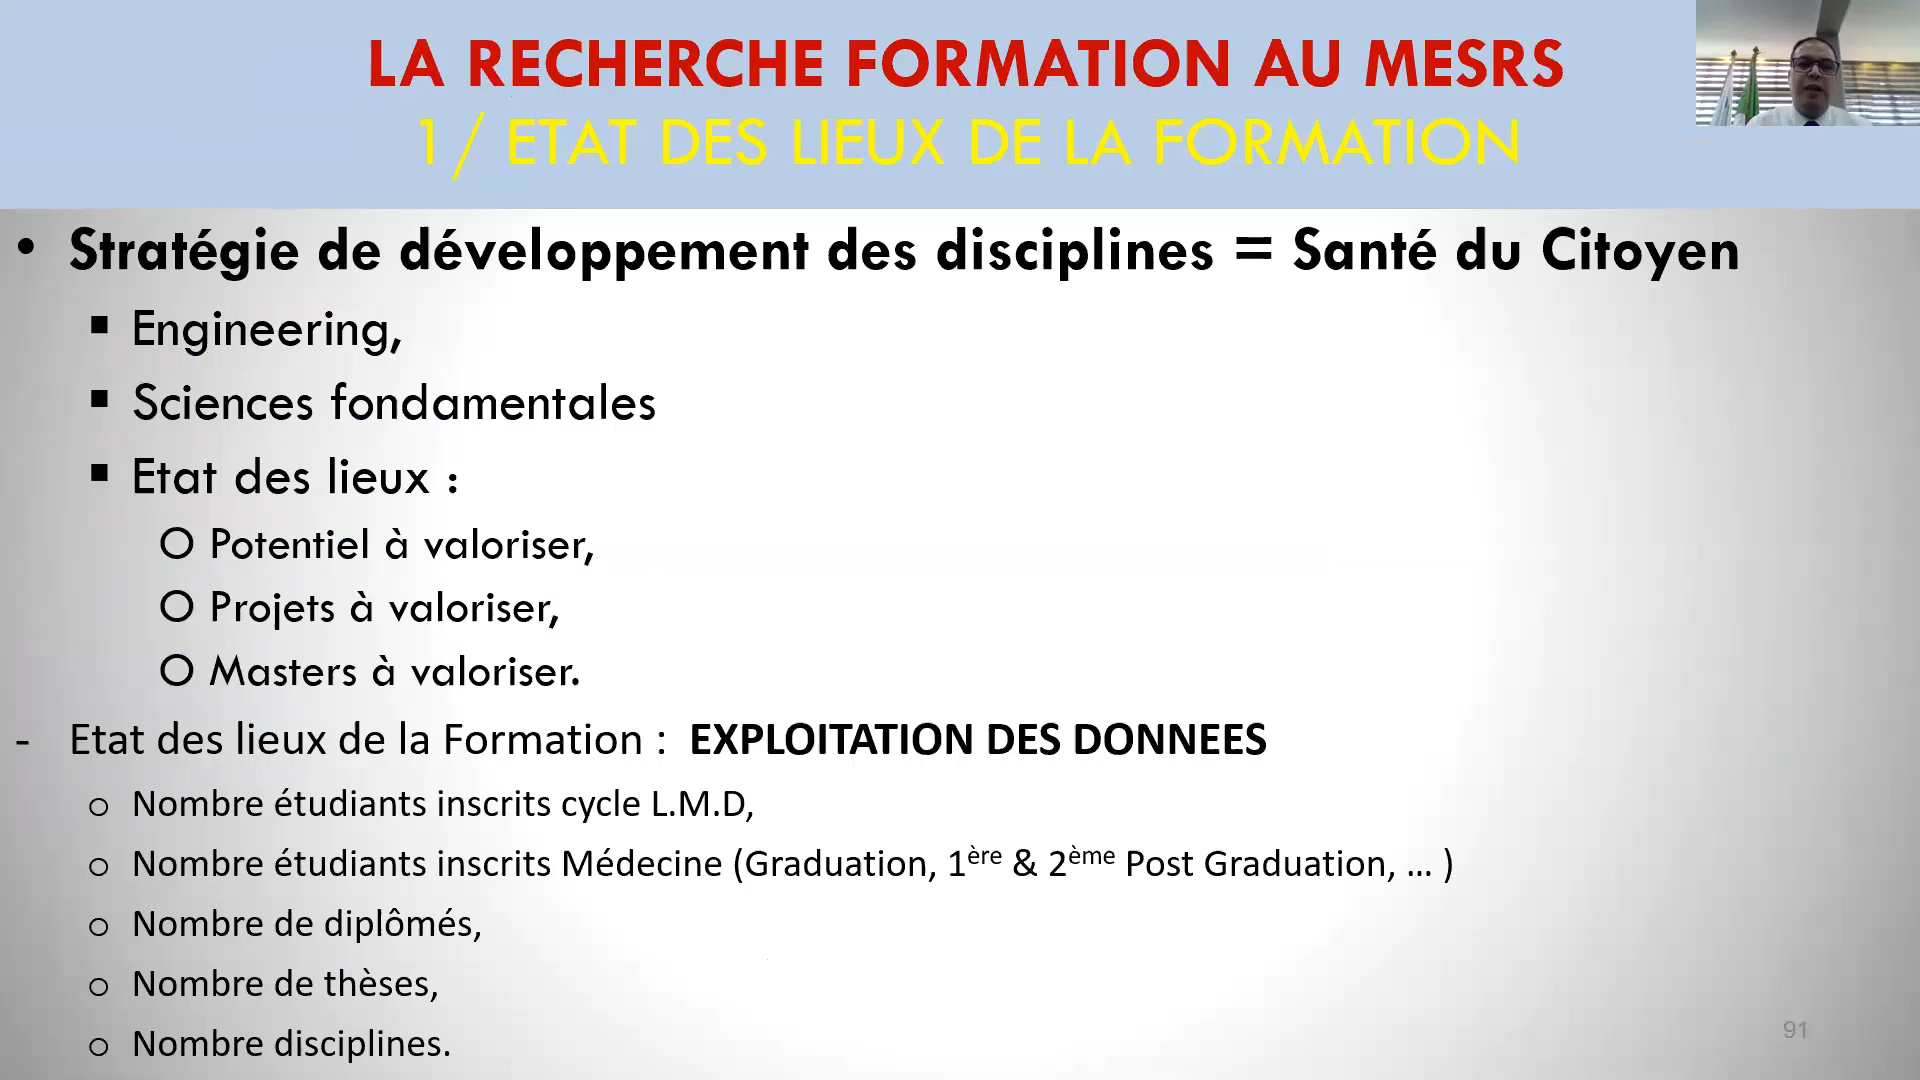 LA RECHERCHE FORMATION AU MESRS
1/ ETAT DES LIEUX DE LA FORMATION
• Stratégie de développement des disciplines = Santé du Citoyen
▪ Engineering,
▪ Sciences fondamentales
▪ Etat des lieux :
O Potentiel à valoriser,
O Projets à valoriser,
O Masters à valoriser.
- Etat des lieux de la Formation : EXPLOITATION DES DONNEES
o Nombre étudiants inscrits cycle L.M.D,
o Nombre étudiants inscrits Médecine (Graduation, 1ère & 2ème Post Graduation, ... )
o Nombre de diplômés,
o Nombre de thèses,
o Nombre disciplines.
91